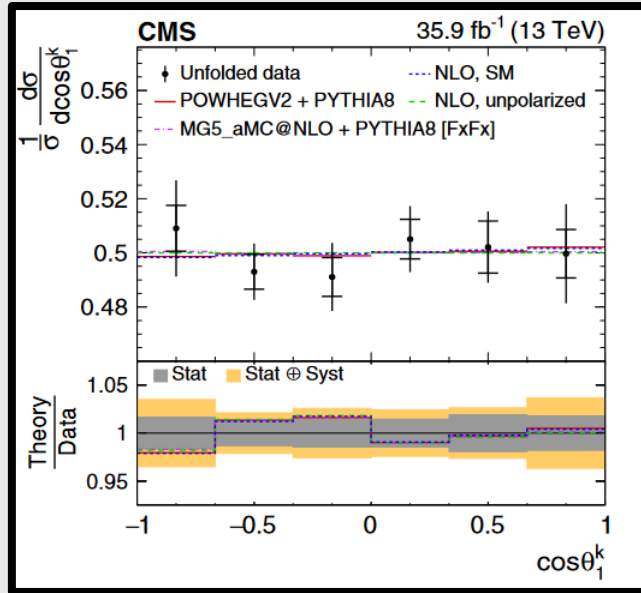 CMS 35.9 fb⁻¹ (13 TeV)
1/σ dσ/dcosθ₁ᵏ
Unfolded data
NLO, SM
POWHEGV2 + PYTHIA8
NLO, unpolarized
MG5_aMC@NLO + PYTHIA8 [FxFx]
0.56
0.54
0.52
0.5
0.48
Stat
Stat ⊕ Syst
Theory
Data
1.05
1
0.95
−1 −0.5 0 0.5 1
cosθ₁ᵏ